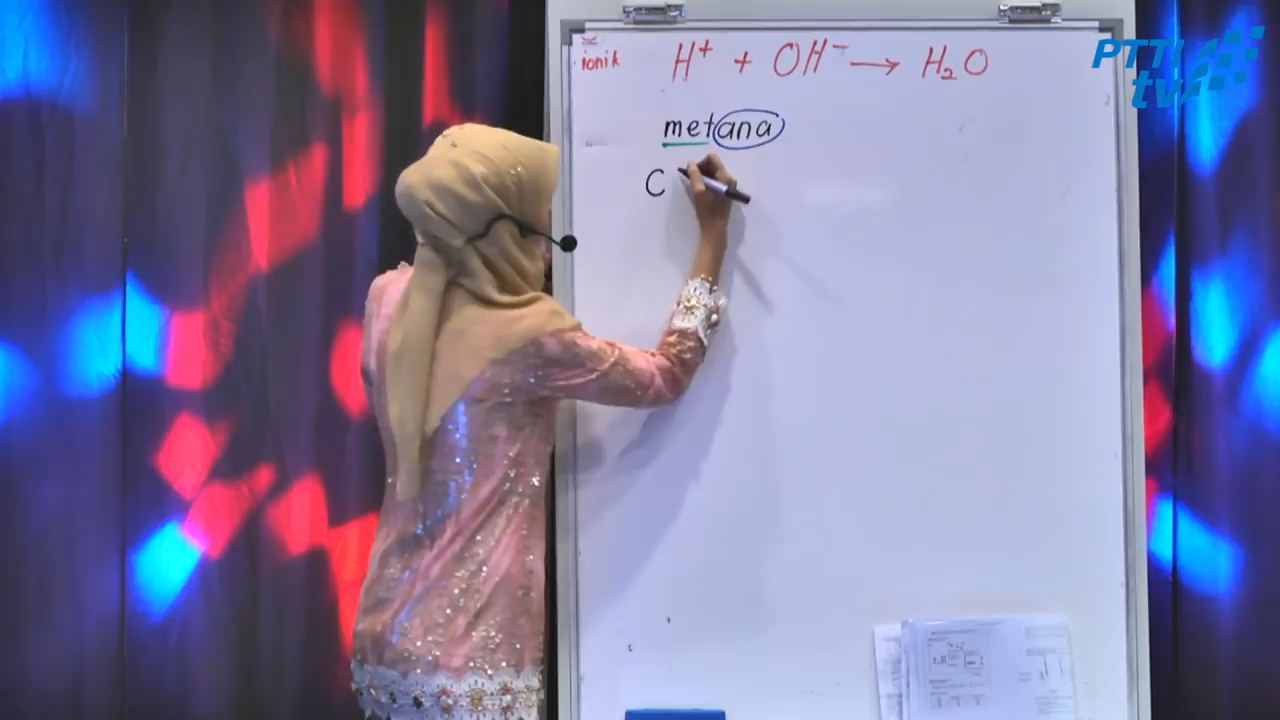 ionik H⁺ + OH⁻ → H₂O
metana
C
PTTI
tv